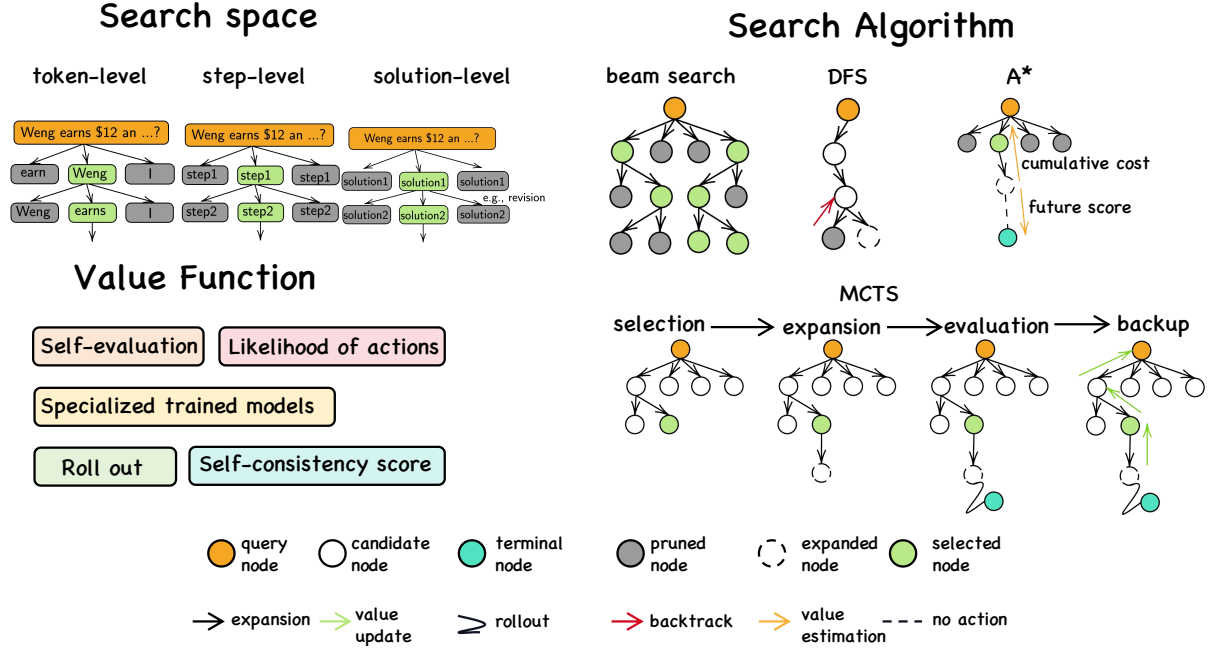 Search space
token-level
step-level
solution-level
Weng earns $12 an ...?
earn
Weng
I
Weng
earns
I
Weng earns $12 an ...?
step1
step1
step1
step2
step2
step2
Weng earns $12 an ...?
solution1
solution1
solution1
e.g., revision
solution2
solution2
solution2
Value Function
Self-evaluation
Likelihood of actions
Specialized trained models
Roll out
Self-consistency score
Search Algorithm
beam search
DFS
A*
cumulative cost
future score
MCTS
selection
expansion
evaluation
backup
query
node
candidate
node
terminal
node
pruned
node
expanded
node
selected
node
expansion
value
update
rollout
backtrack
value
estimation
no action